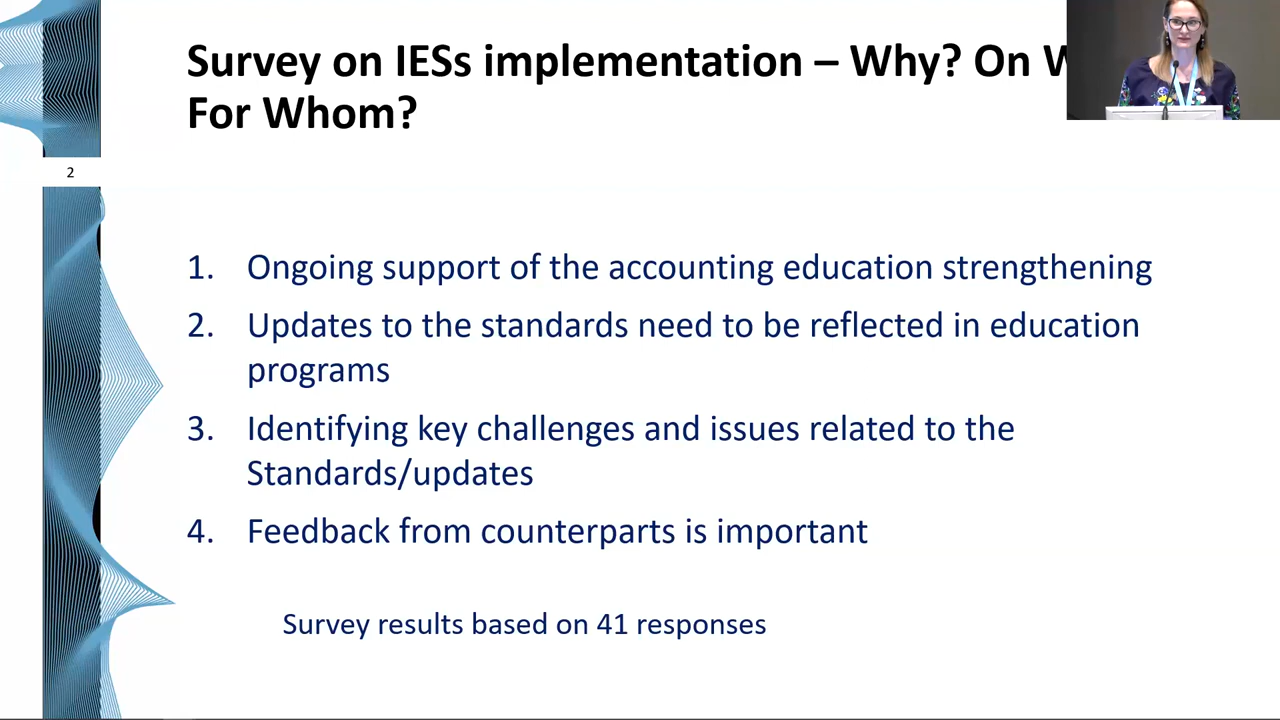 Survey on IESs implementation – Why? On
For Whom?
2
1. Ongoing support of the accounting education strengthening
2. Updates to the standards need to be reflected in education
programs
3. Identifying key challenges and issues related to the
Standards/updates
4. Feedback from counterparts is important
Survey results based on 41 responses